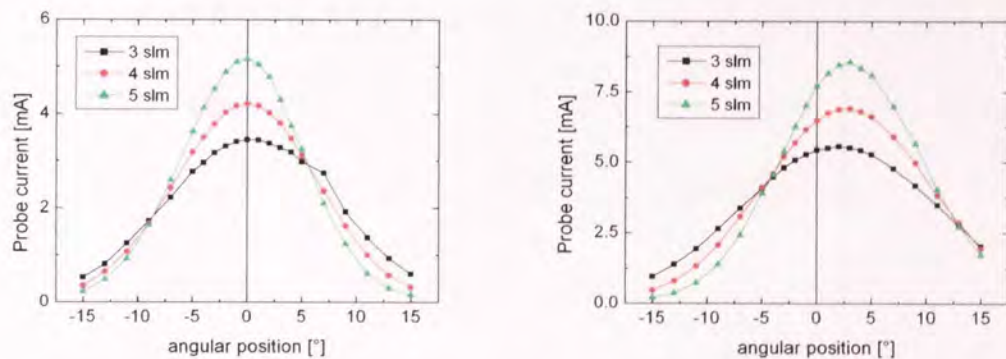 6
4
2
0
Probe current [mA]
3 slm
4 slm
5 slm
-15 -10 -5 0 5 10 15
angular position [°]
10.0
7.5
5.0
2.5
0.0
Probe current [mA]
3 slm
4 slm
5 slm
-15 -10 -5 0 5 10 15
angular position [°]